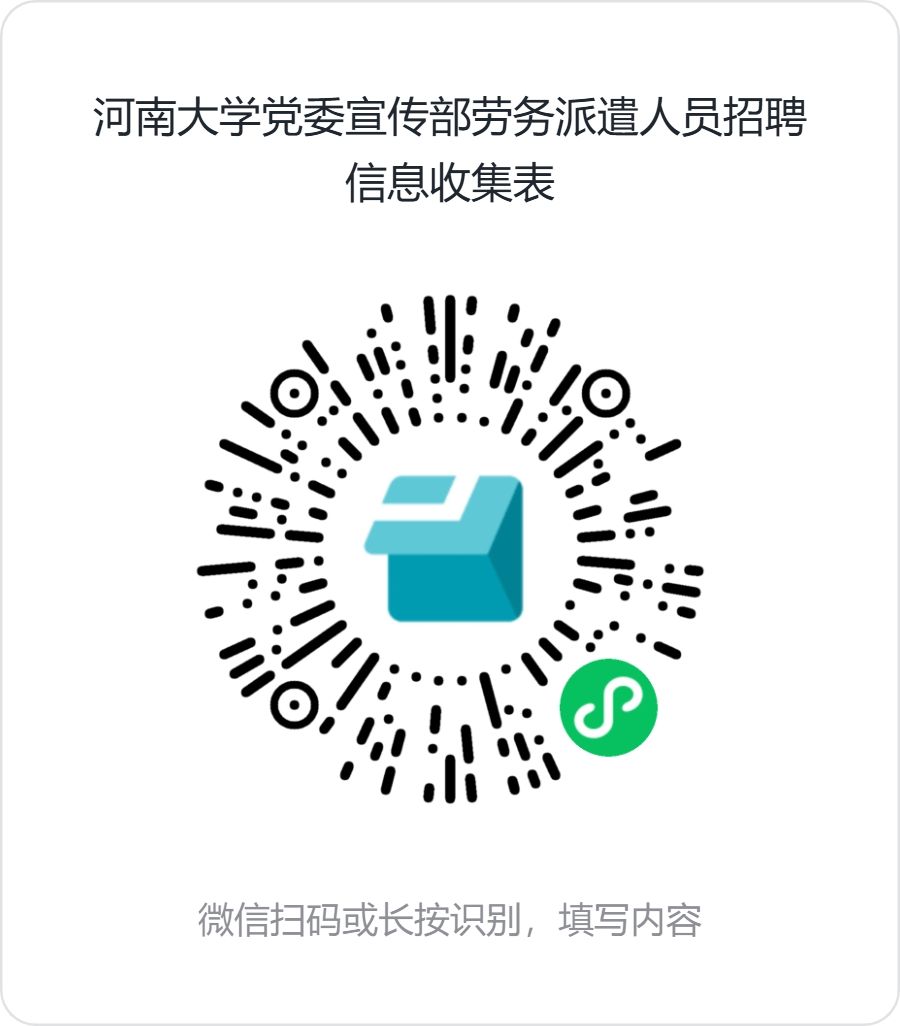 河南大学党委宣传部劳务派遣人员招聘
信息收集表
微信扫码或长按识别，填写内容